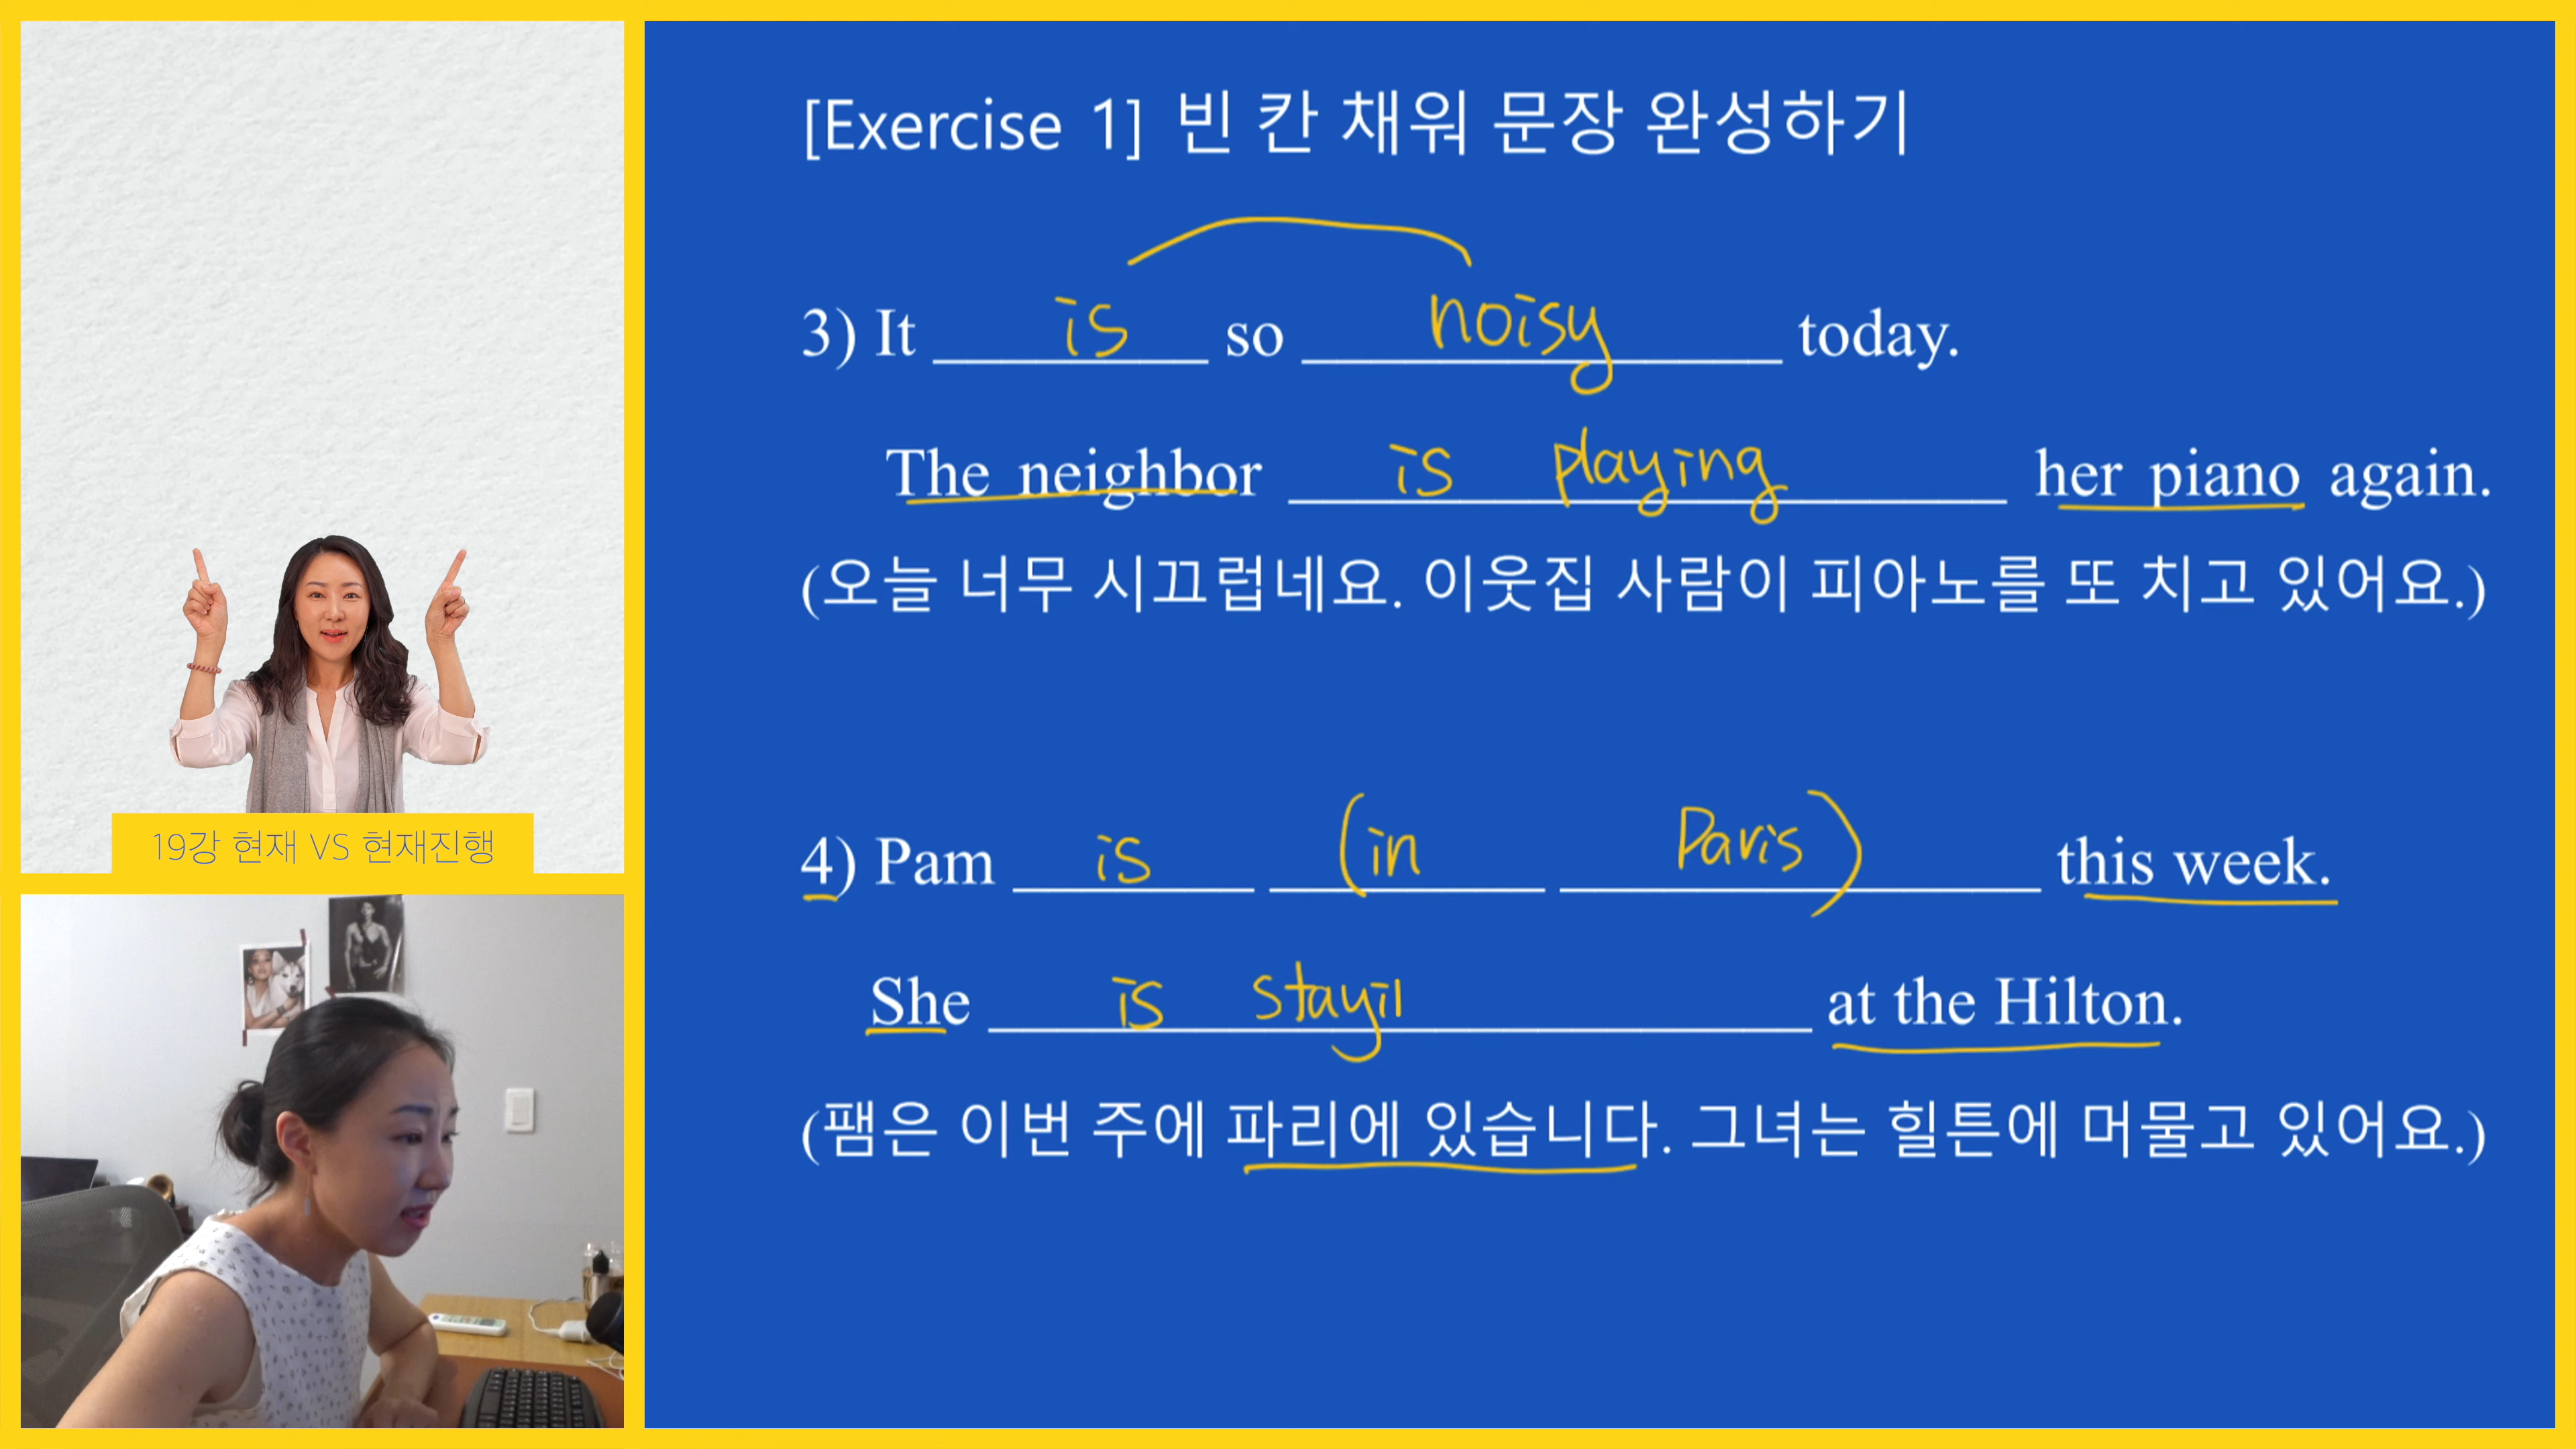 [Exercise 1] 빈 칸 채워 문장 완성하기
3) It is so noisy today.
The neighbor is playing her piano again.
(오늘 너무 시끄럽네요. 이웃집 사람이 피아노를 또 치고 있어요.)
4) Pam is (in Paris) this week.
She is stayin at the Hilton.
(팸은 이번 주에 파리에 있습니다. 그녀는 힐튼에 머물고 있어요.)
19강 현재 VS 현재진행